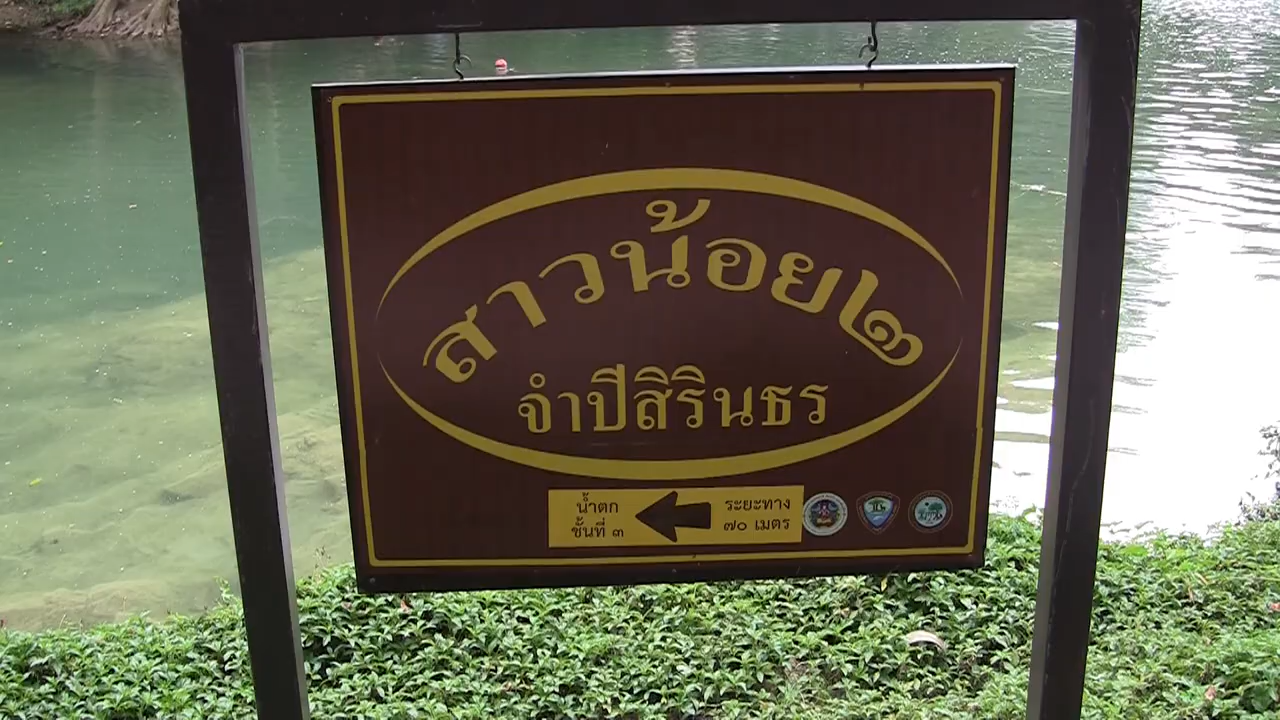 สาวน้อย๒
จำปีสิรินธร
น้ำตก
ชั้นที่ ๓
ระยะทาง
๗๐ เมตร